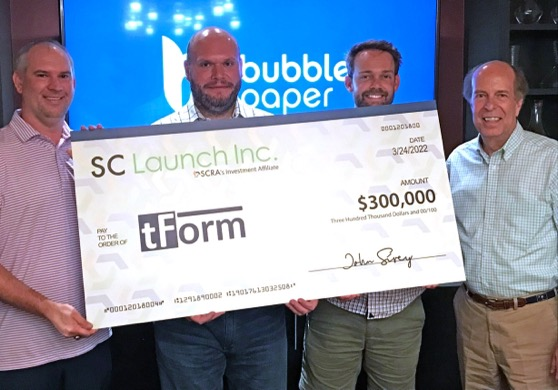 bubble
paper
SC Launch Inc.
SCRA's Investment Affiliate
0001201800
DATE
3/24/2022
AMOUNT
$300,000
Three Hundred Thousand Dollars and 00/100
PAY
TO THE
ORDER OF
tForm